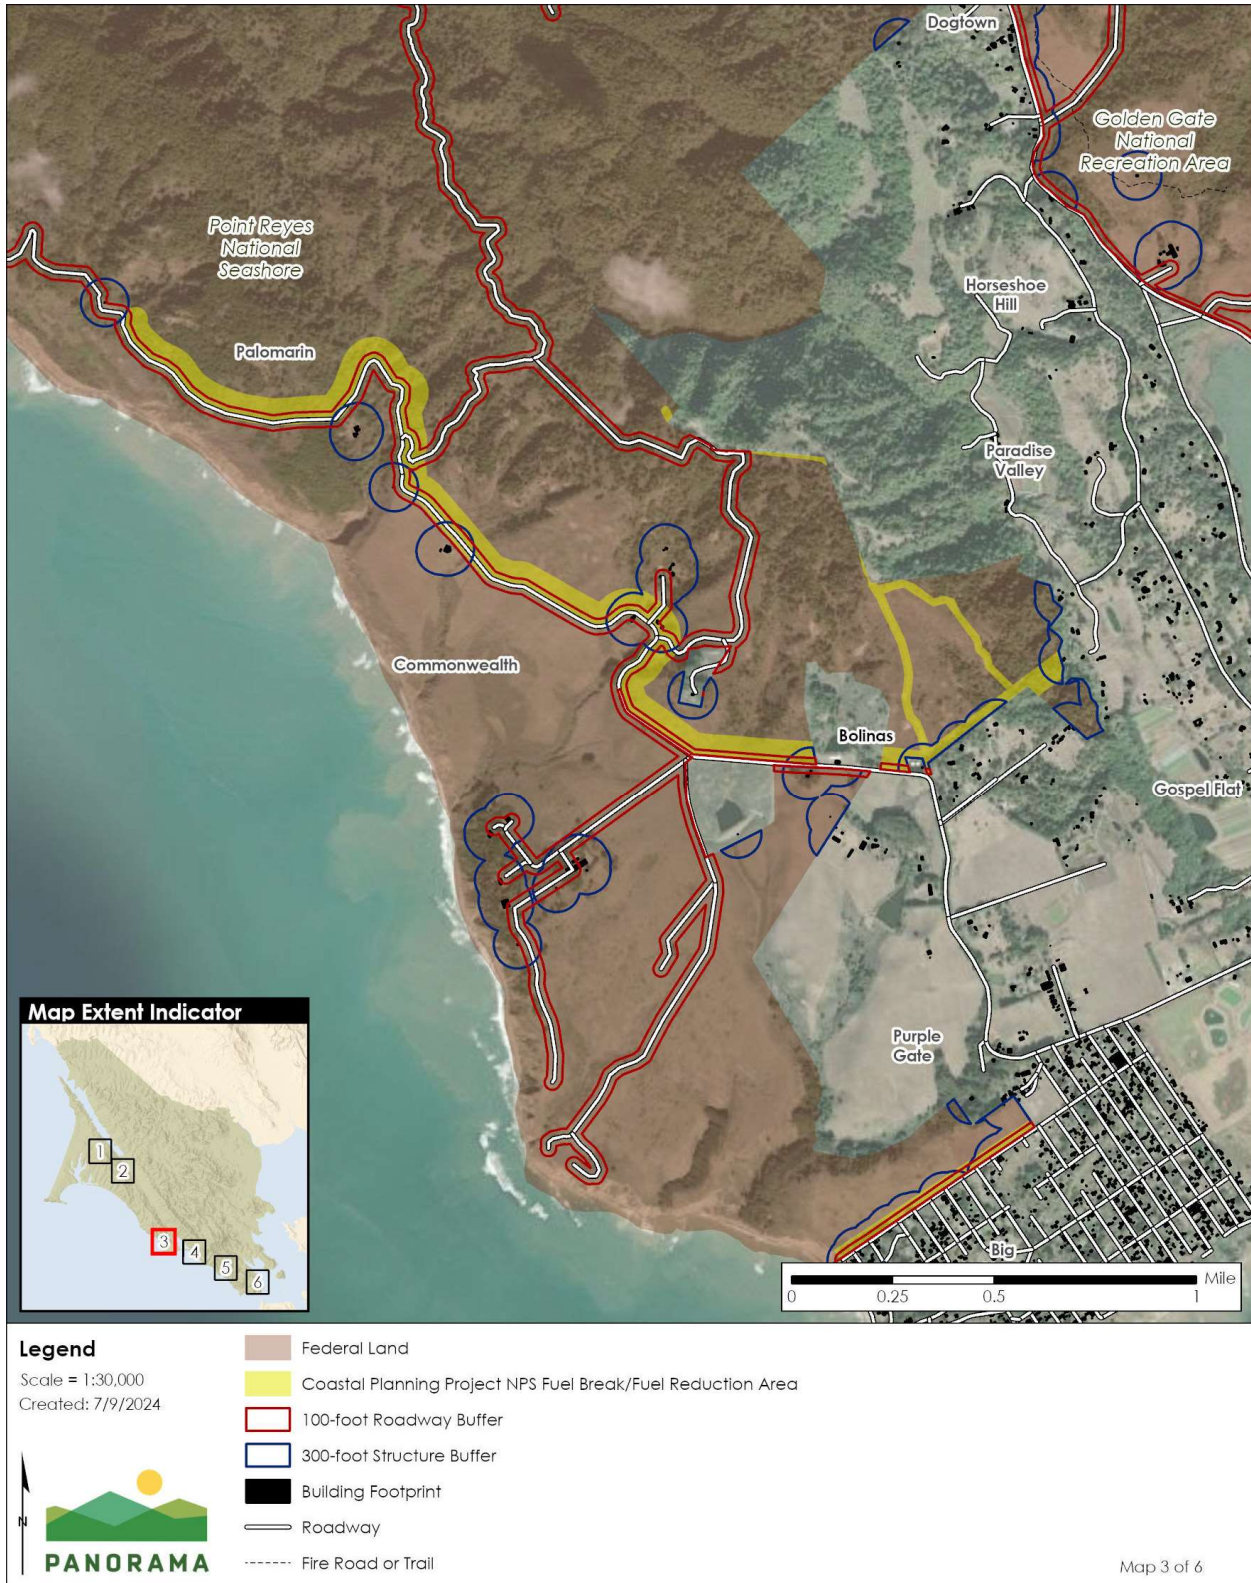 Dogtown
Golden Gate
National
Recreation Area
Point Reyes
National
Seashore
Horseshoe
Hill
Palomarin
Paradise
Valley
Commonwealth
Bolinas
Gospel Flat
Purple
Gate
Big
Map Extent Indicator
1
2
3
4
5
6
Mile
0
0.25
0.5
1
Legend
Scale = 1:30,000
Created: 7/9/2024
N
PANORAMA
Federal Land
Coastal Planning Project NPS Fuel Break/Fuel Reduction Area
100-foot Roadway Buffer
300-foot Structure Buffer
Building Footprint
Roadway
Fire Road or Trail
Map 3 of 6